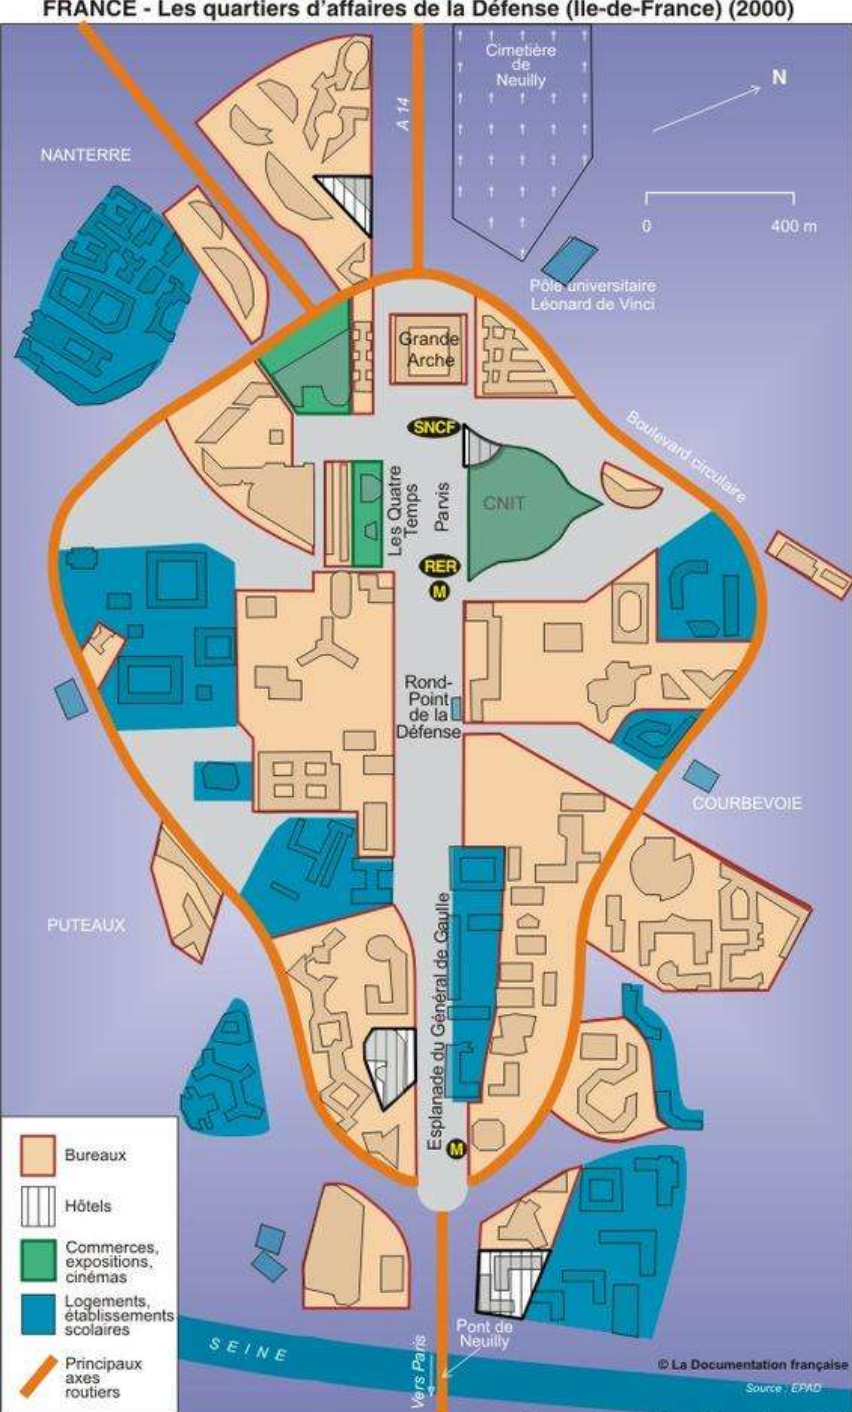 FRANCE - Les quartiers d'affaires de la Défense (Ile-de-France) (2000)
Cimetière
de
Neuilly
N
A 14
NANTERRE
0 400 m
Pôle universitaire
Léonard de Vinci
Grande
Arche
SNCF
Boulevard circulaire
Les Quatre
Temps
Parvis
CNIT
RER
M
Rond-
Point
de la
Défense
COURBEVOIE
PUTEAUX
Esplanade du Général de Gaulle
M
Bureaux
Hôtels
Commerces,
expositions,
cinémas
Logements,
établissements
scolaires
Principaux
axes
routiers
SEINE
Vers Paris
Pont de
Neuilly
© La Documentation française
Source : EPAD